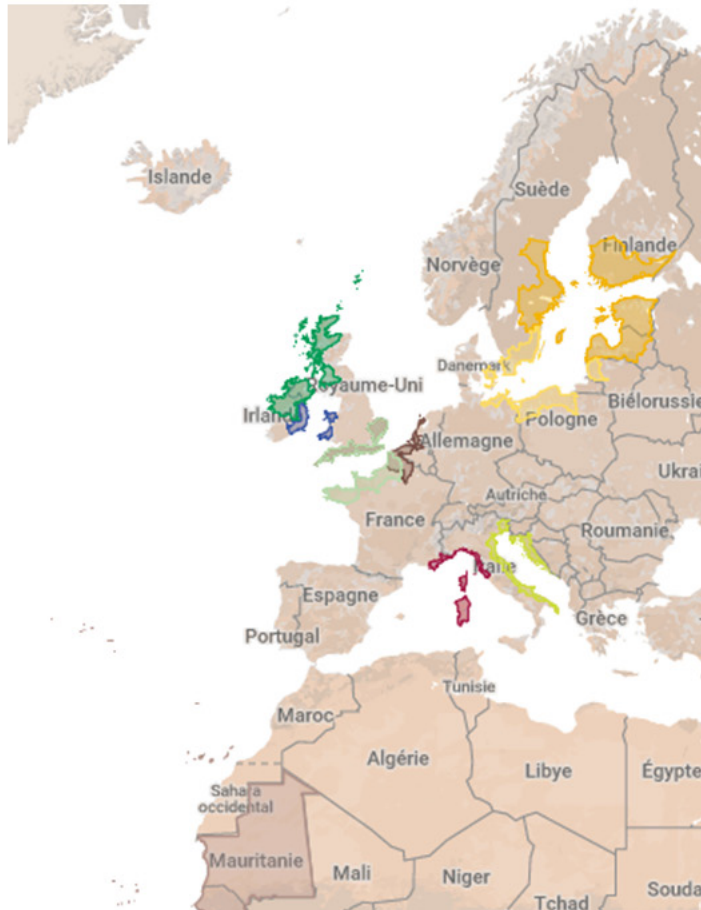 Islande
Suède
Finlande
Norvège
Danemark
Royaume-Uni
Biélorussie
Pologne
Allemagne
Ukrai
Autriche
France
Roumanie
Italie
Espagne
Grèce
Portugal
Tunisie
Maroc
Algérie
Libye
Égypte
Sahara
occidental
Mauritanie
Mali
Niger
Souda
Tchad